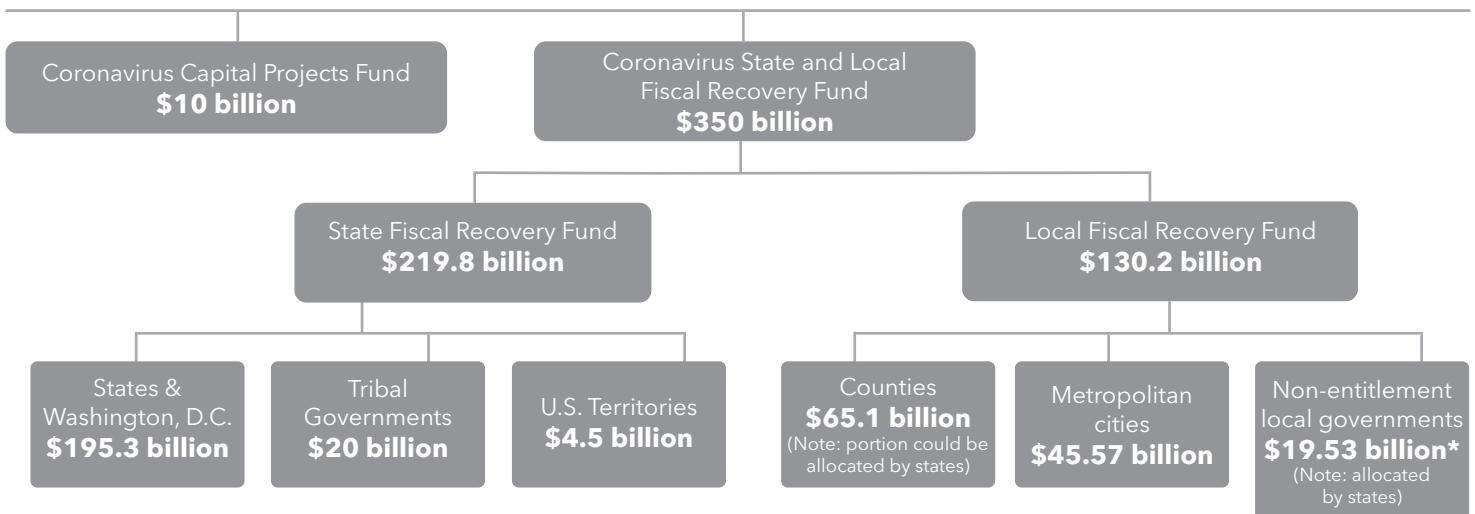 Coronavirus Capital Projects Fund
$10 billion
Coronavirus State and Local
Fiscal Recovery Fund
$350 billion
State Fiscal Recovery Fund
$219.8 billion
Local Fiscal Recovery Fund
$130.2 billion
States &
Washington, D.C.
$195.3 billion
Tribal
Governments
$20 billion
U.S. Territories
$4.5 billion
Counties
$65.1 billion
(Note: portion could be
allocated by states)
Metropolitan
cities
$45.57 billion
Non-entitlement
local governments
$19.53 billion*
(Note: allocated
by states)